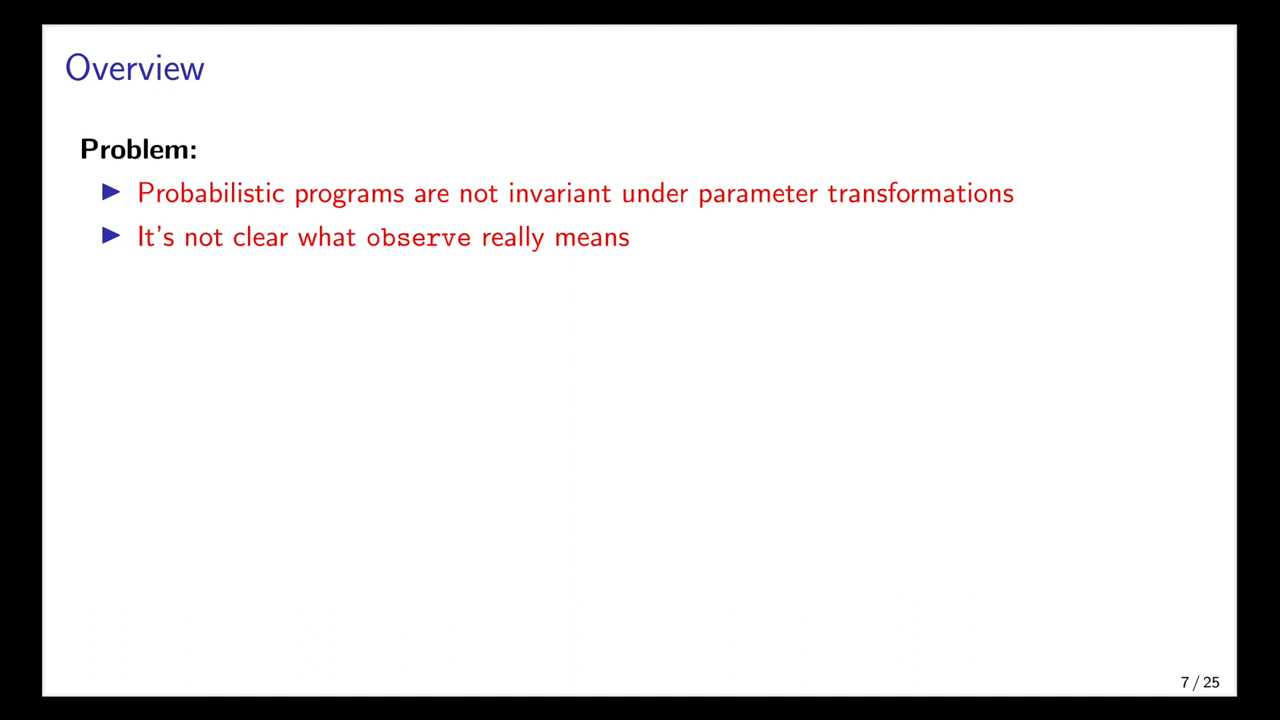 Overview
Problem:
Probabilistic programs are not invariant under parameter transformations
It's not clear what observe really means
7 / 25